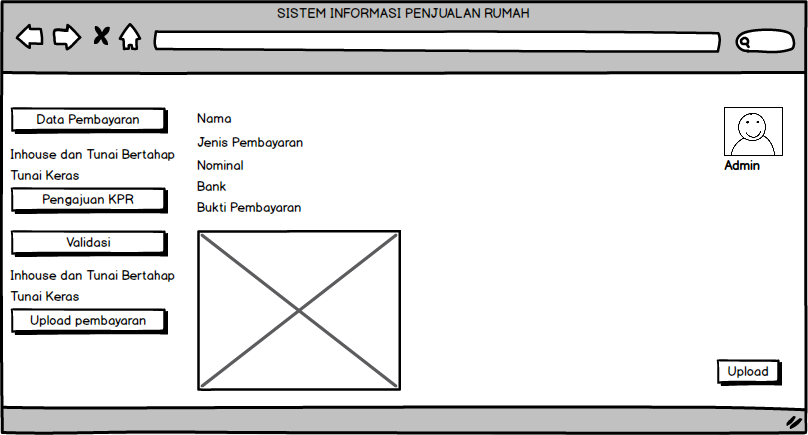 SISTEM INFORMASI PENJUALAN RUMAH
Data Pembayaran
Inhouse dan Tunai Bertahap
Tunai Keras
Pengajuan KPR
Validasi
Inhouse dan Tunai Bertahap
Tunai Keras
Upload pembayaran
Nama
Jenis Pembayaran
Nominal
Bank
Bukti Pembayaran
Admin
Upload